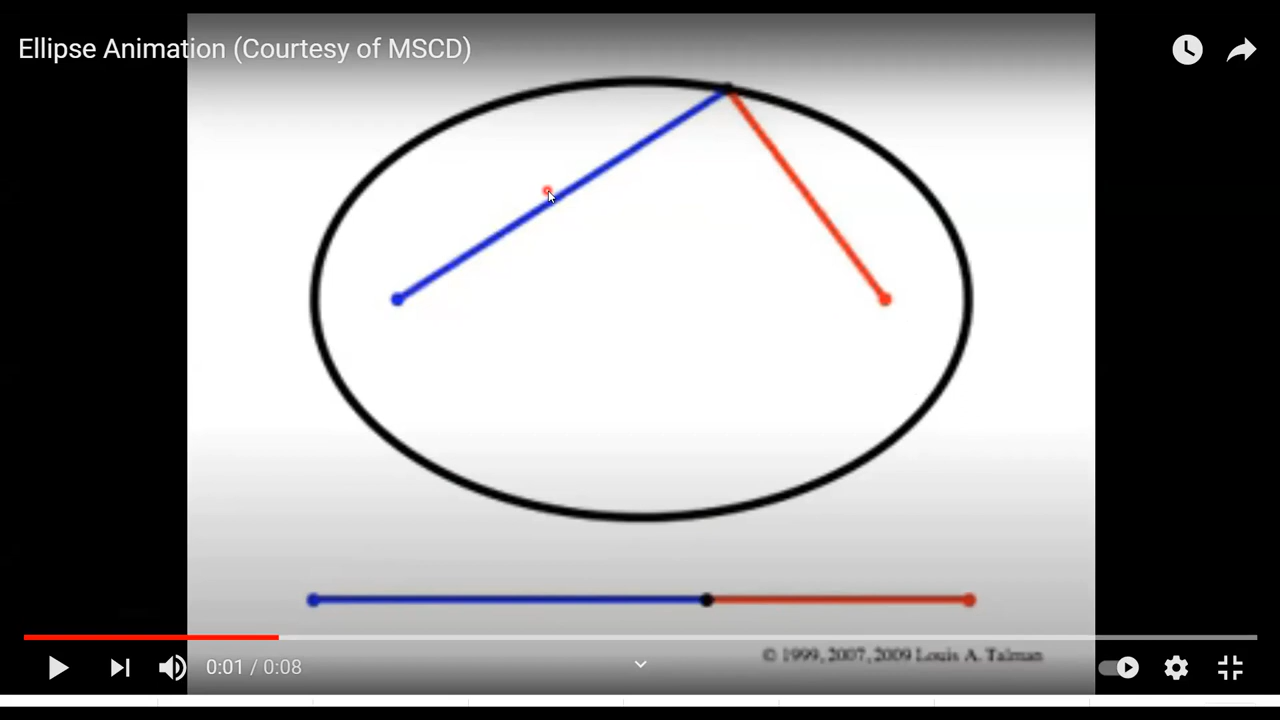 Ellipse Animation (Courtesy of MSCD)
0:01 / 0:08
© 1999, 2007, 2009 Louis A. Talman